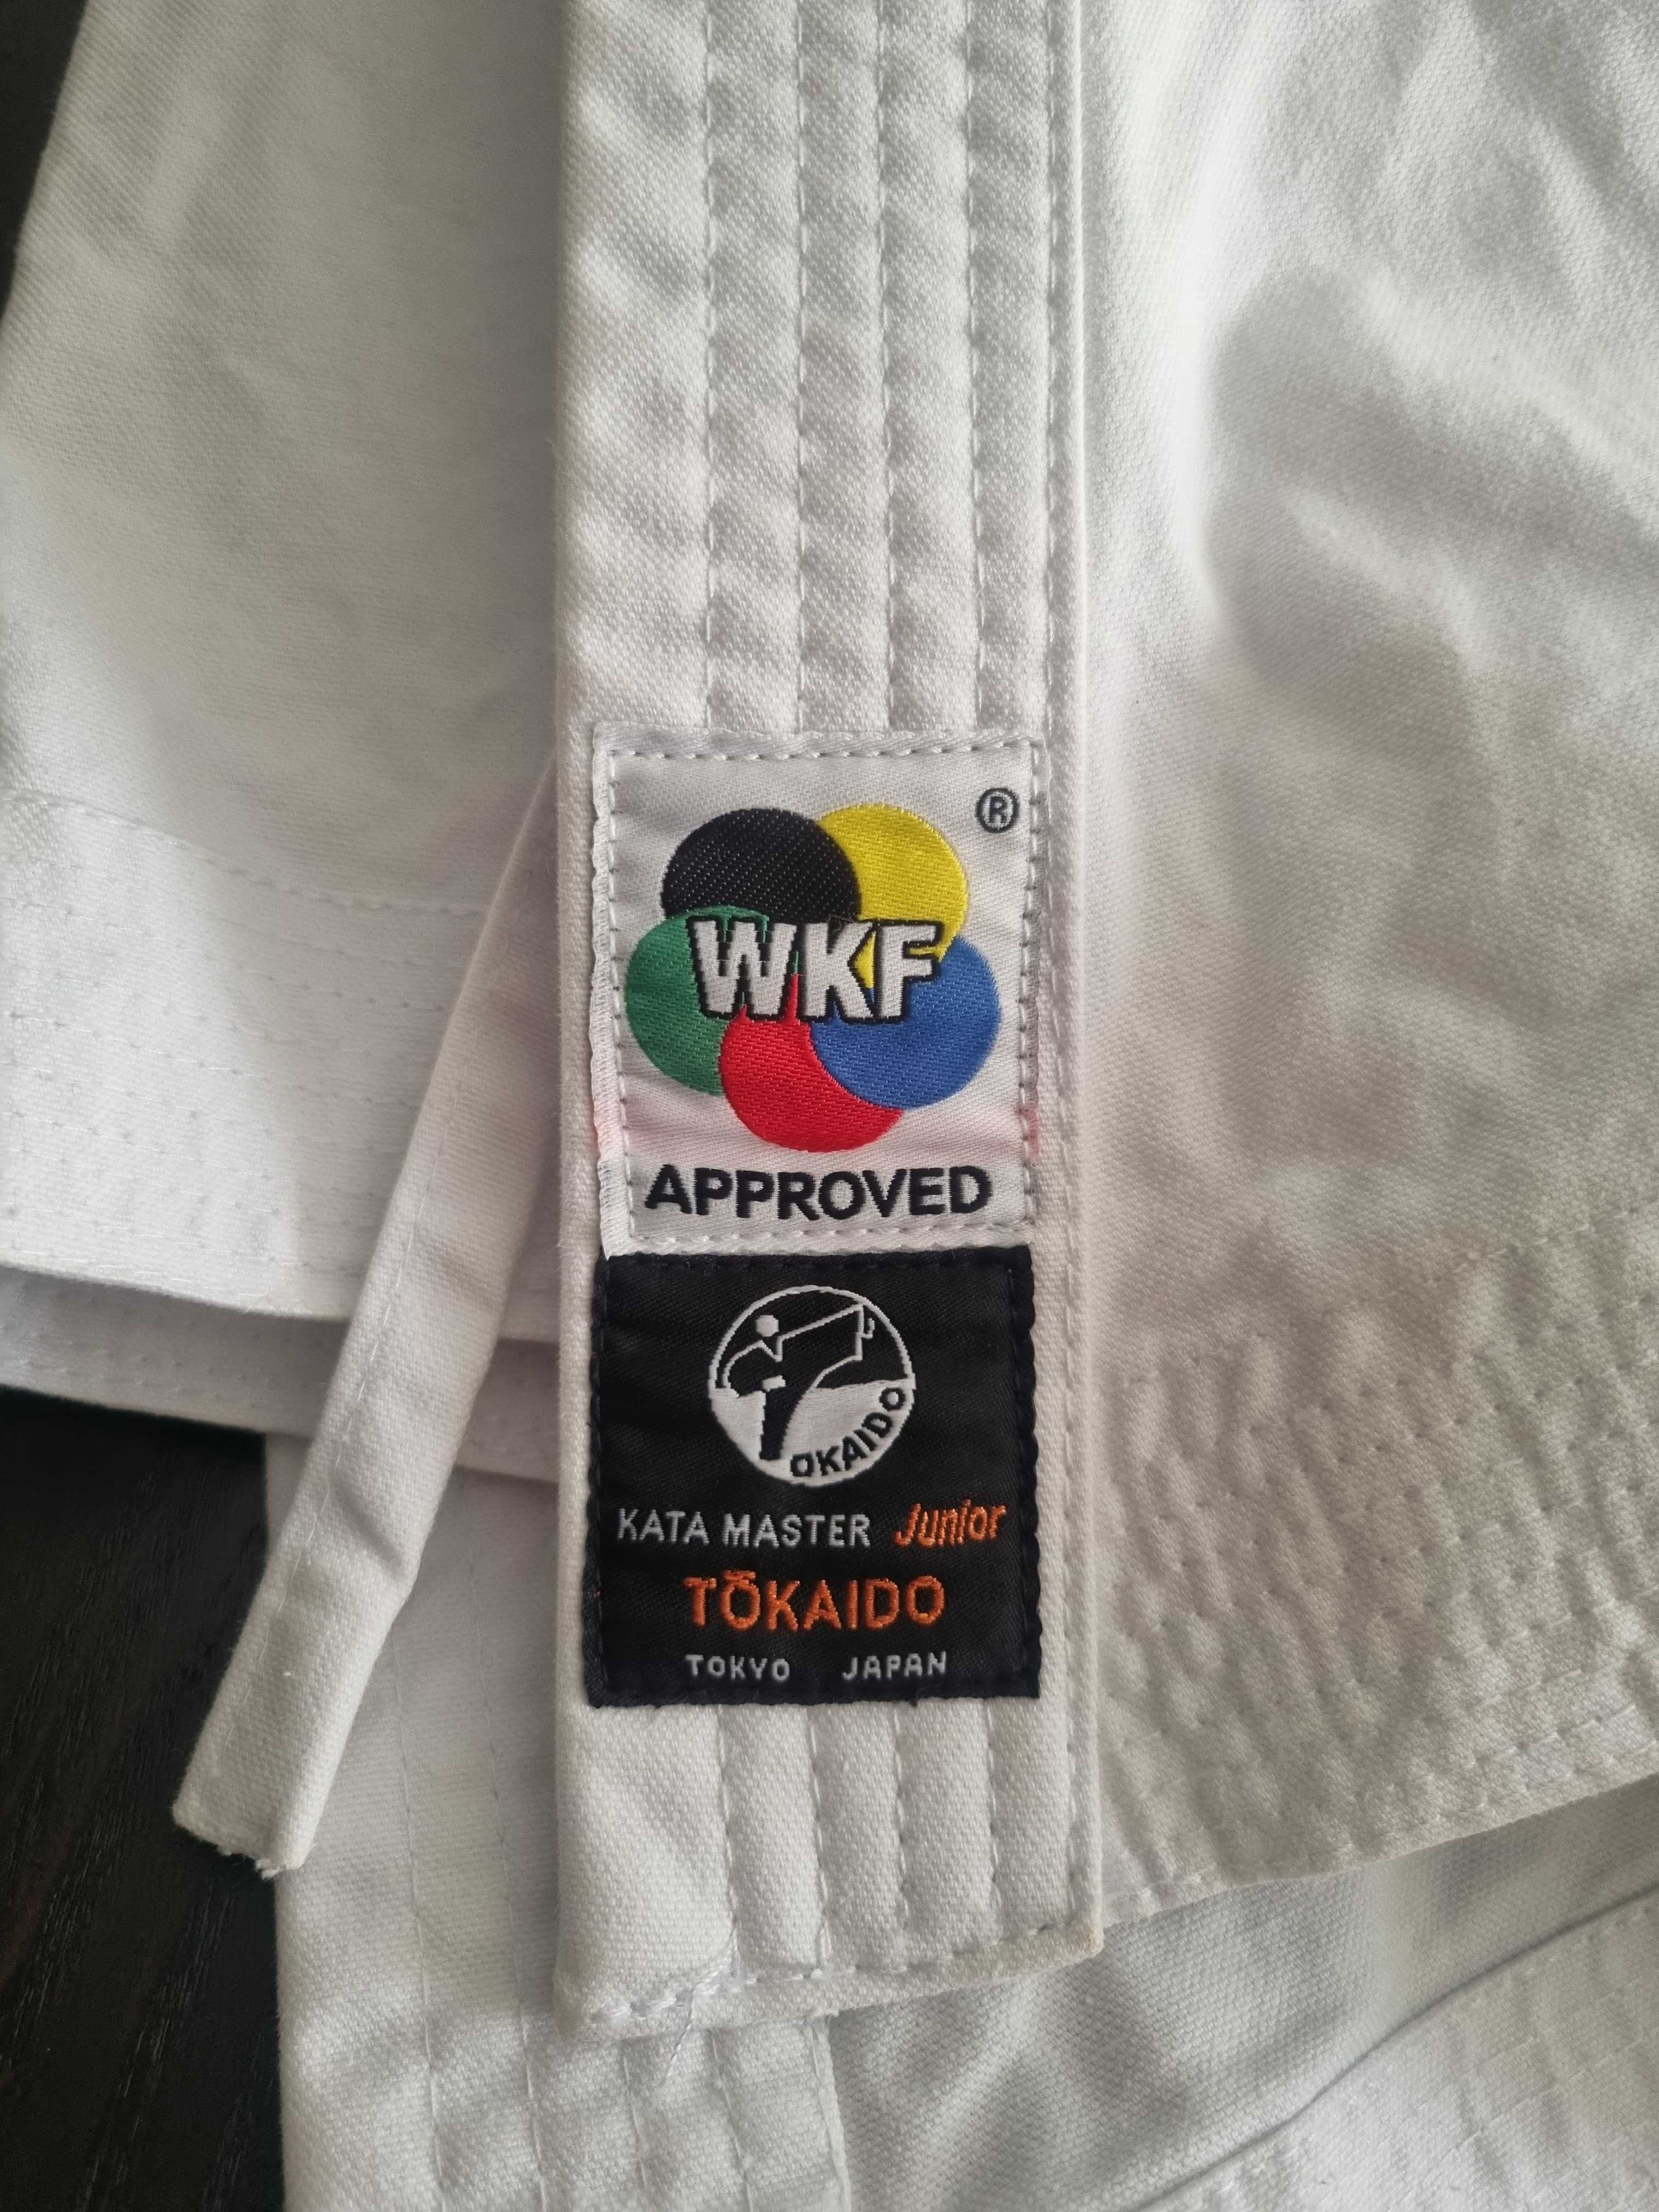 ®
WKF
APPROVED
TOKAIDO
KATA MASTER Junior
TŌKAIDO
TOKYO JAPAN